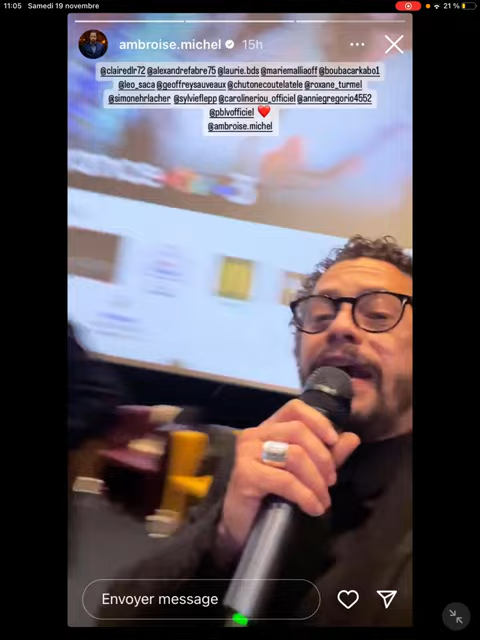 11:05 Samedi 19 novembre
21 %
ambroise.michel 15h
@clairedlr72 @alexandrefabre75 @laurie.bds @mariemalliaoff @boubacarkabo1
@leo_saca @geoffreysauveaux @chutonecoutelatele @roxane_turmel
@simonehrlacher @sylvieflepp @carolineriou_officiel @anniegregorio4552
@pblvofficiel ❤️
@ambroise.michel
Envoyer message